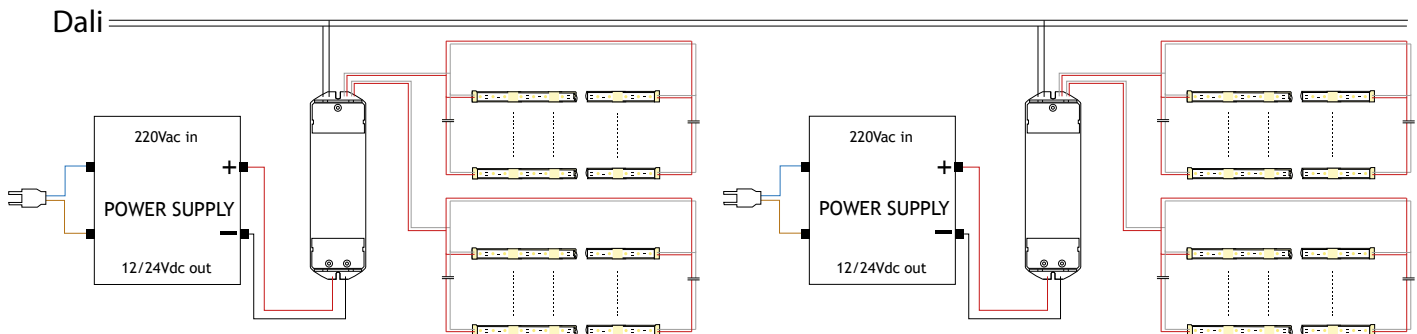 Dali
220Vac in
+
POWER SUPPLY
−
12/24Vdc out
220Vac in
+
POWER SUPPLY
−
12/24Vdc out